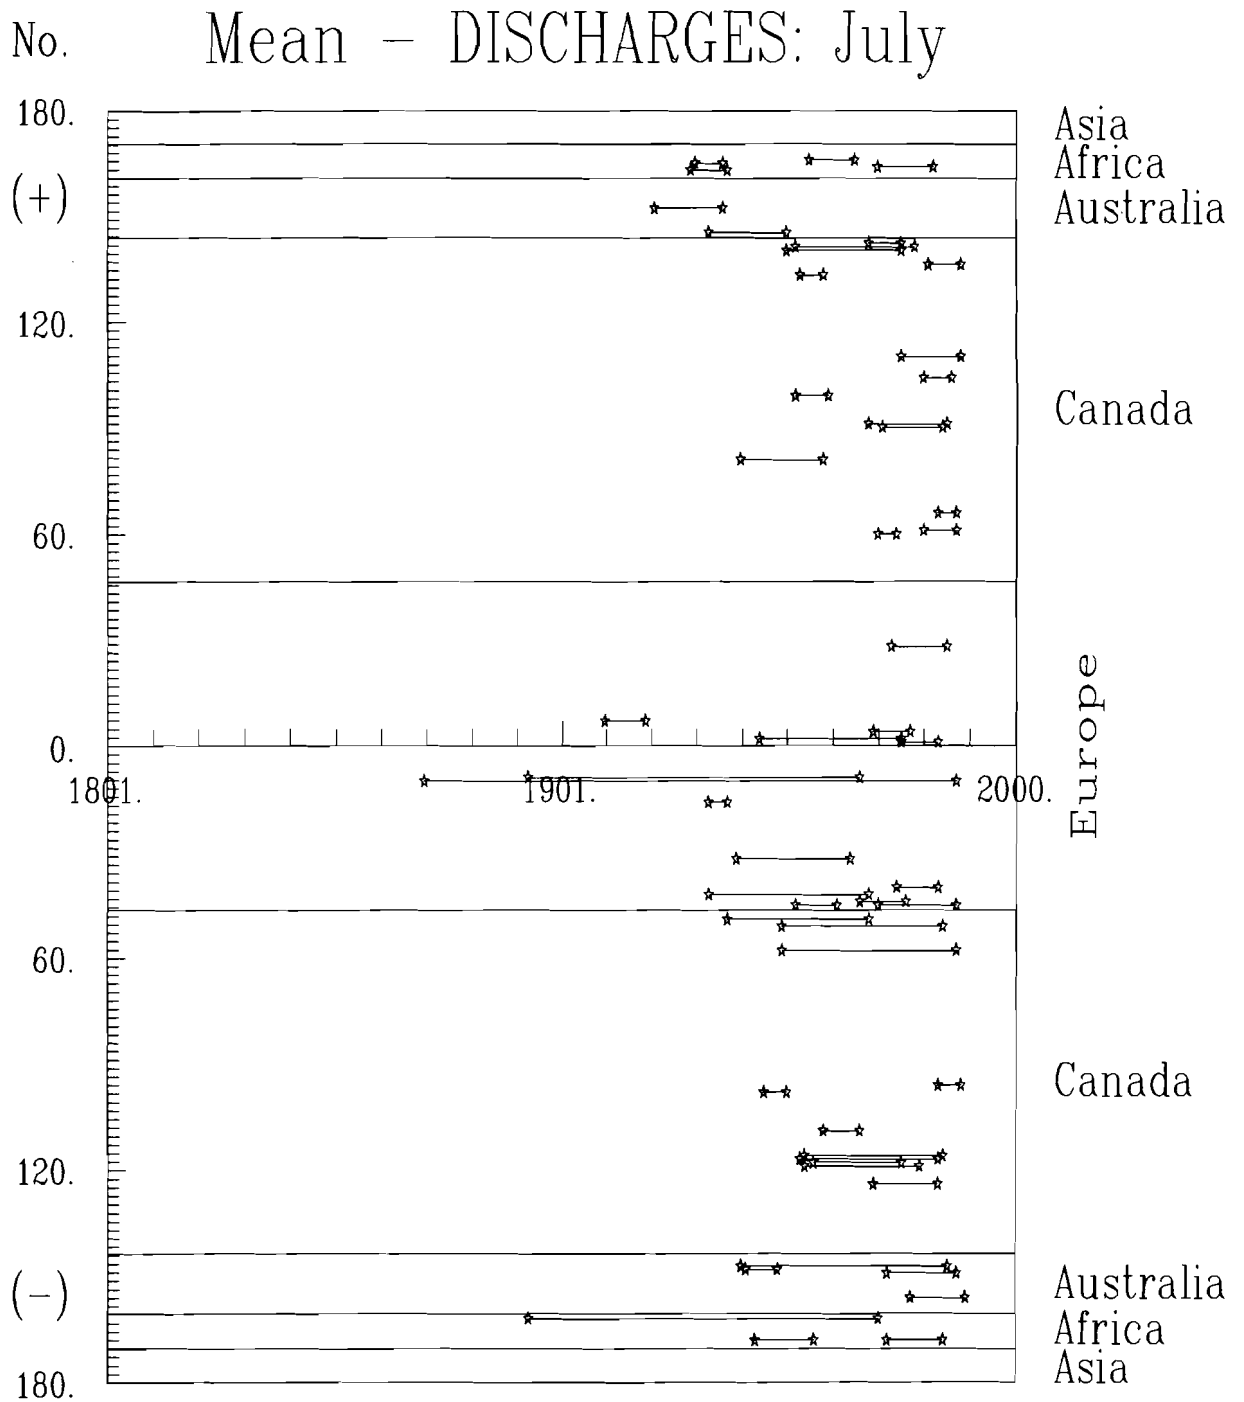 No. Mean - DISCHARGES: July
180.
Asia
Africa
(+)
Australia
120.
Canada
60.
Europe
0.
1801. 1901. 2000.
60.
Canada
120.
(-)
Australia
Africa
Asia
180.